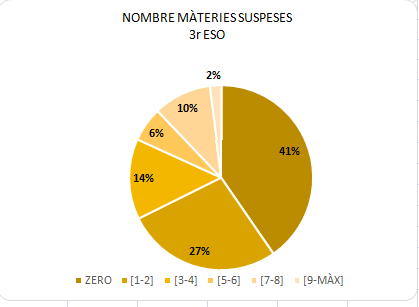 NOMBRE MÀTERIES SUSPESES
3r ESO
2%
10%
6%
41%
14%
27%
ZERO [1-2] [3-4] [5-6] [7-8] [9-MÀX]